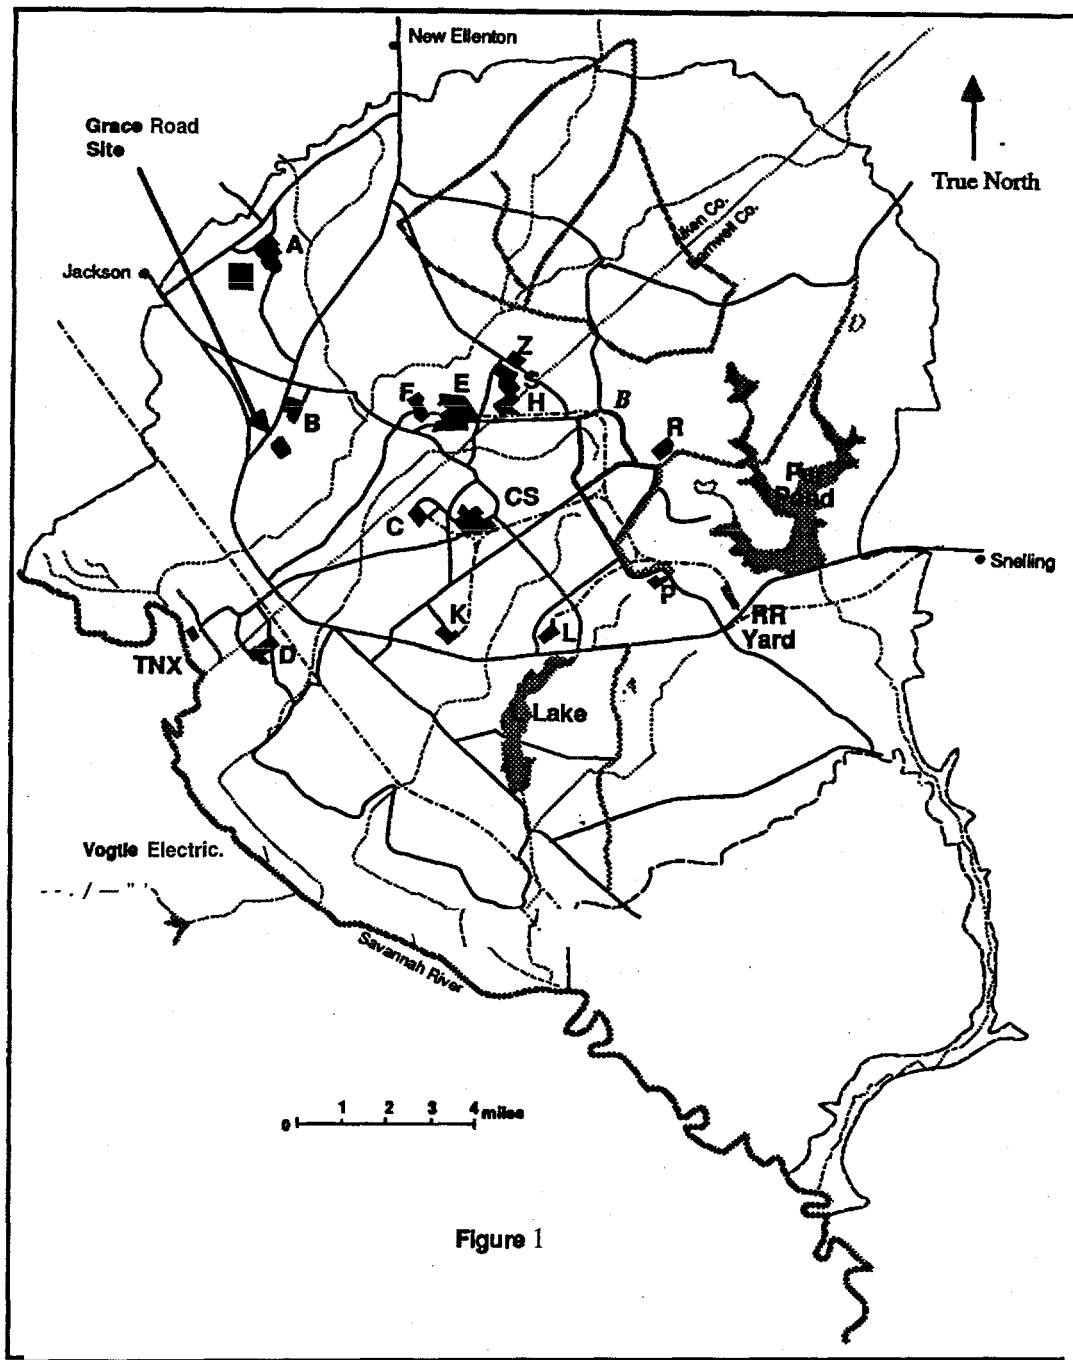 New Ellenton
Grace Road
Site
True North
Aiken Co.
Barnwell Co.
A
Jackson
Z
F
E
S
H
B
B
R
P
Pond
C
CS
Snelling
K
L
P
RR
Yard
TNX
D
Lake
Vogtle Electric.
Savannah River
0 1 2 3 4 miles
Figure 1